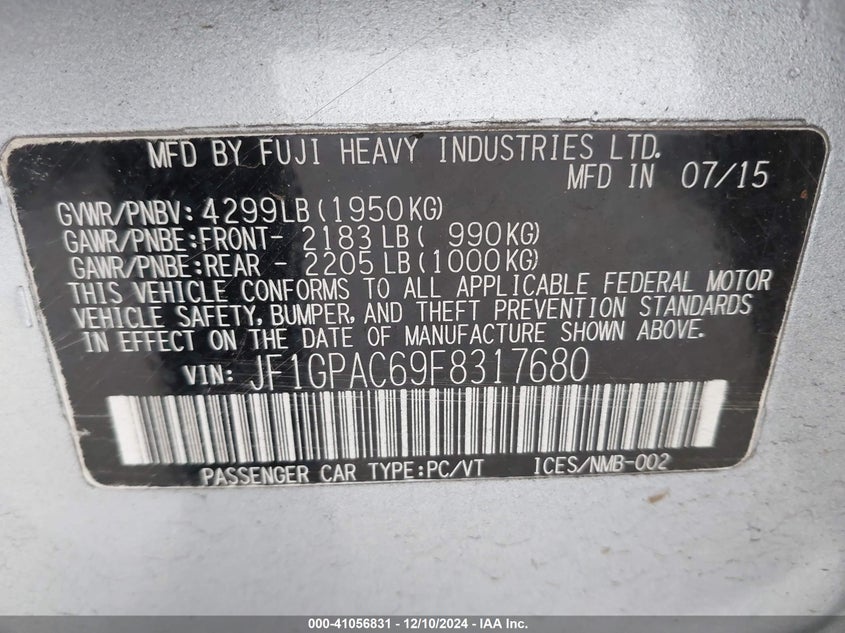 MFD BY FUJI HEAVY INDUSTRIES LTD.
MFD IN 07/15
GVWR/PNBV: 4299LB(1950KG)
GAWR/PNBE:FRONT- 2183LB( 990KG)
GAWR/PNBE:REAR - 2205LB(1000KG)
THIS VEHICLE CONFORMS TO ALL APPLICABLE FEDERAL MOTOR
VEHICLE SAFETY, BUMPER, AND THEFT PREVENTION STANDARDS
IN EFFECT ON THE DATE OF MANUFACTURE SHOWN ABOVE.
VIN: JF1GPAC69F8317680
PASSENGER CAR TYPE:PC/VT ICES/NMB-002
000-41056831 - 12/10/2024 - IAA Inc.